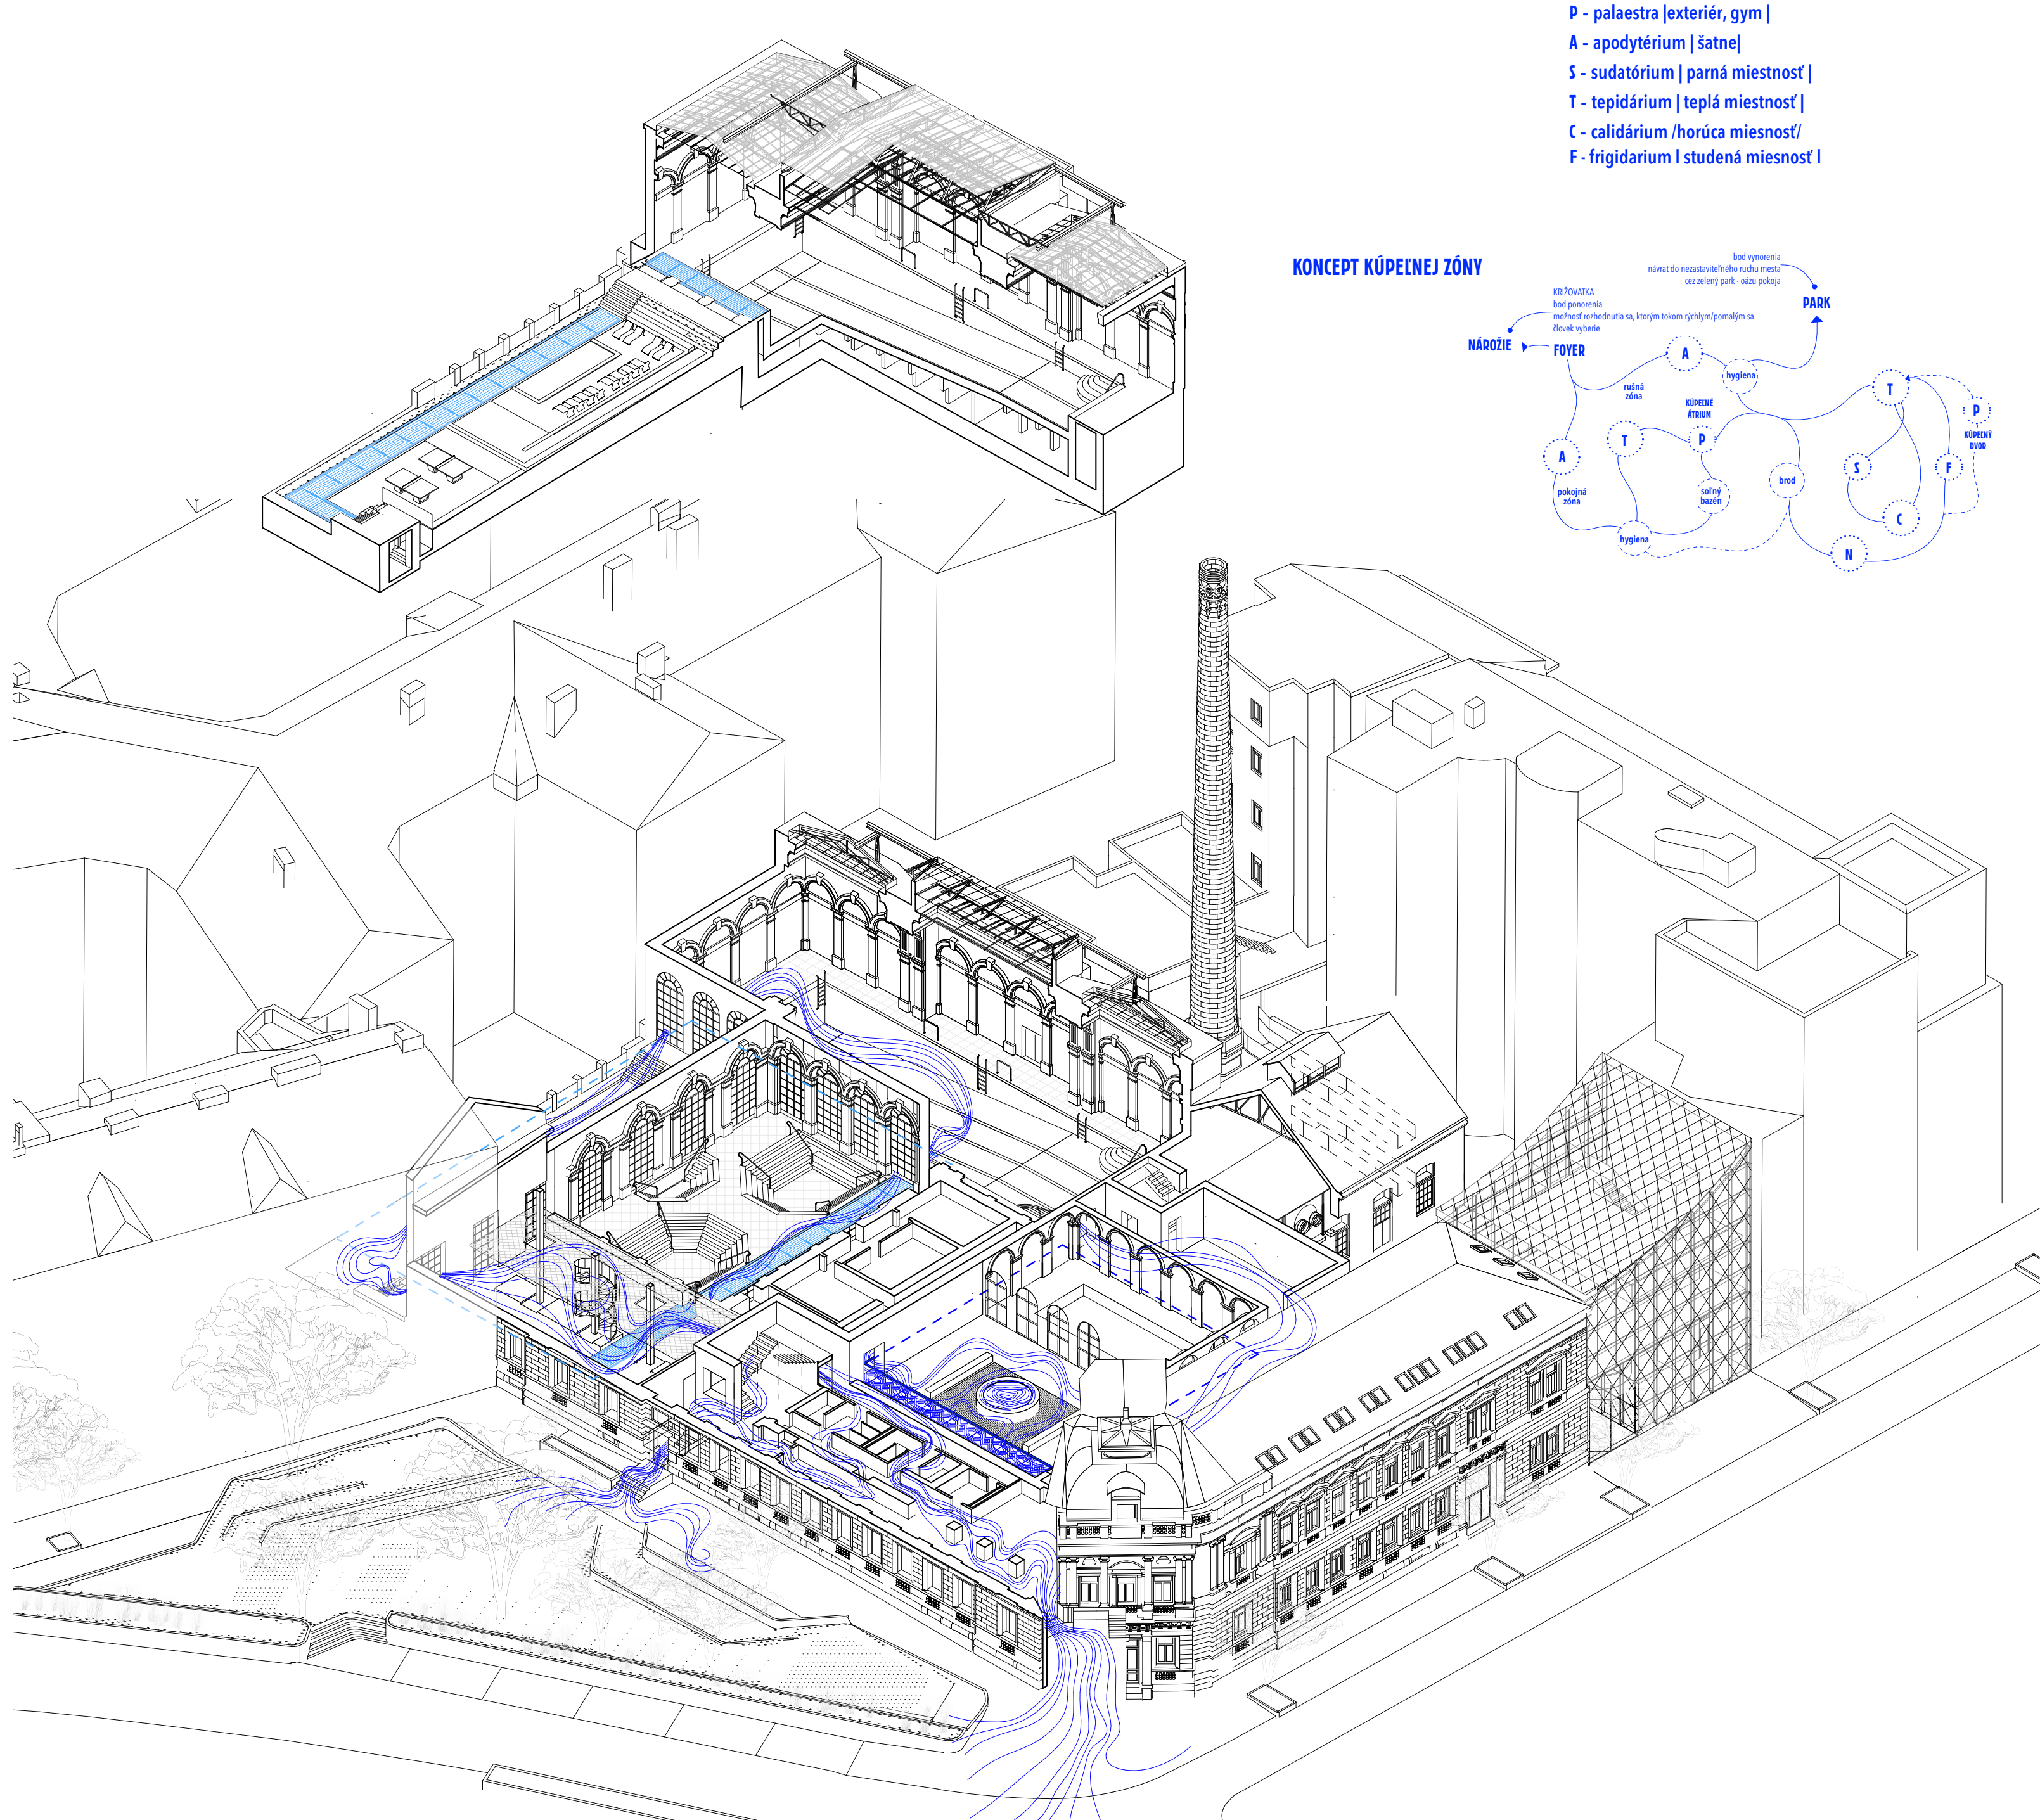 P - palaestra |exteriér, gym |
A - apodytérium | šatne|
S - sudatórium | parná miestnosť |
T - tepidárium | teplá miestnosť |
C - calidárium /horúca miesnosť/
F - frigidarium l studená miesnosť l
KONCEPT KÚPEĽNEJ ZÓNY
bod vynorenia
návrat do nezastaviteľného ruchu mesta
cez zelený park - oázu pokoja
PARK
KRIŽOVATKA
bod ponorenia
možnosť rozhodnutia sa, ktorým tokom rýchlym/pomalým sa
človek vyberie
NÁROŽIE
FOYER
A
hygiena
rušná
zóna
T
KÚPEĽNÉ
ÁTRIUM
P
P
KÚPEĽNÝ
DVOR
T
A
S
F
brod
pokojná
zóna
soľný
bazén
C
hygiena
N